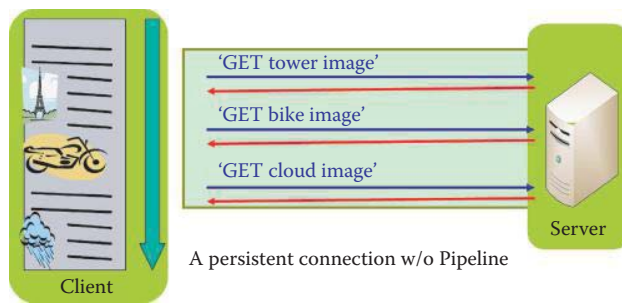 ‘GET tower image’
‘GET bike image’
‘GET cloud image’
Server
A persistent connection w/o Pipeline
Client